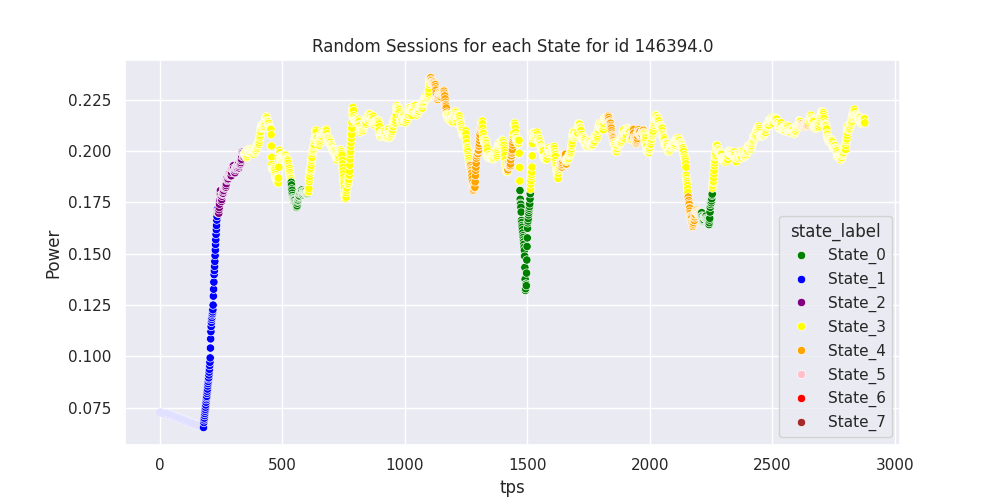 Random Sessions for each State for id 146394.0
Power
0.225
0.200
0.175
0.150
0.125
0.100
0.075
0
500
1000
1500
2000
2500
3000
tps
state_label
State_0
State_1
State_2
State_3
State_4
State_5
State_6
State_7